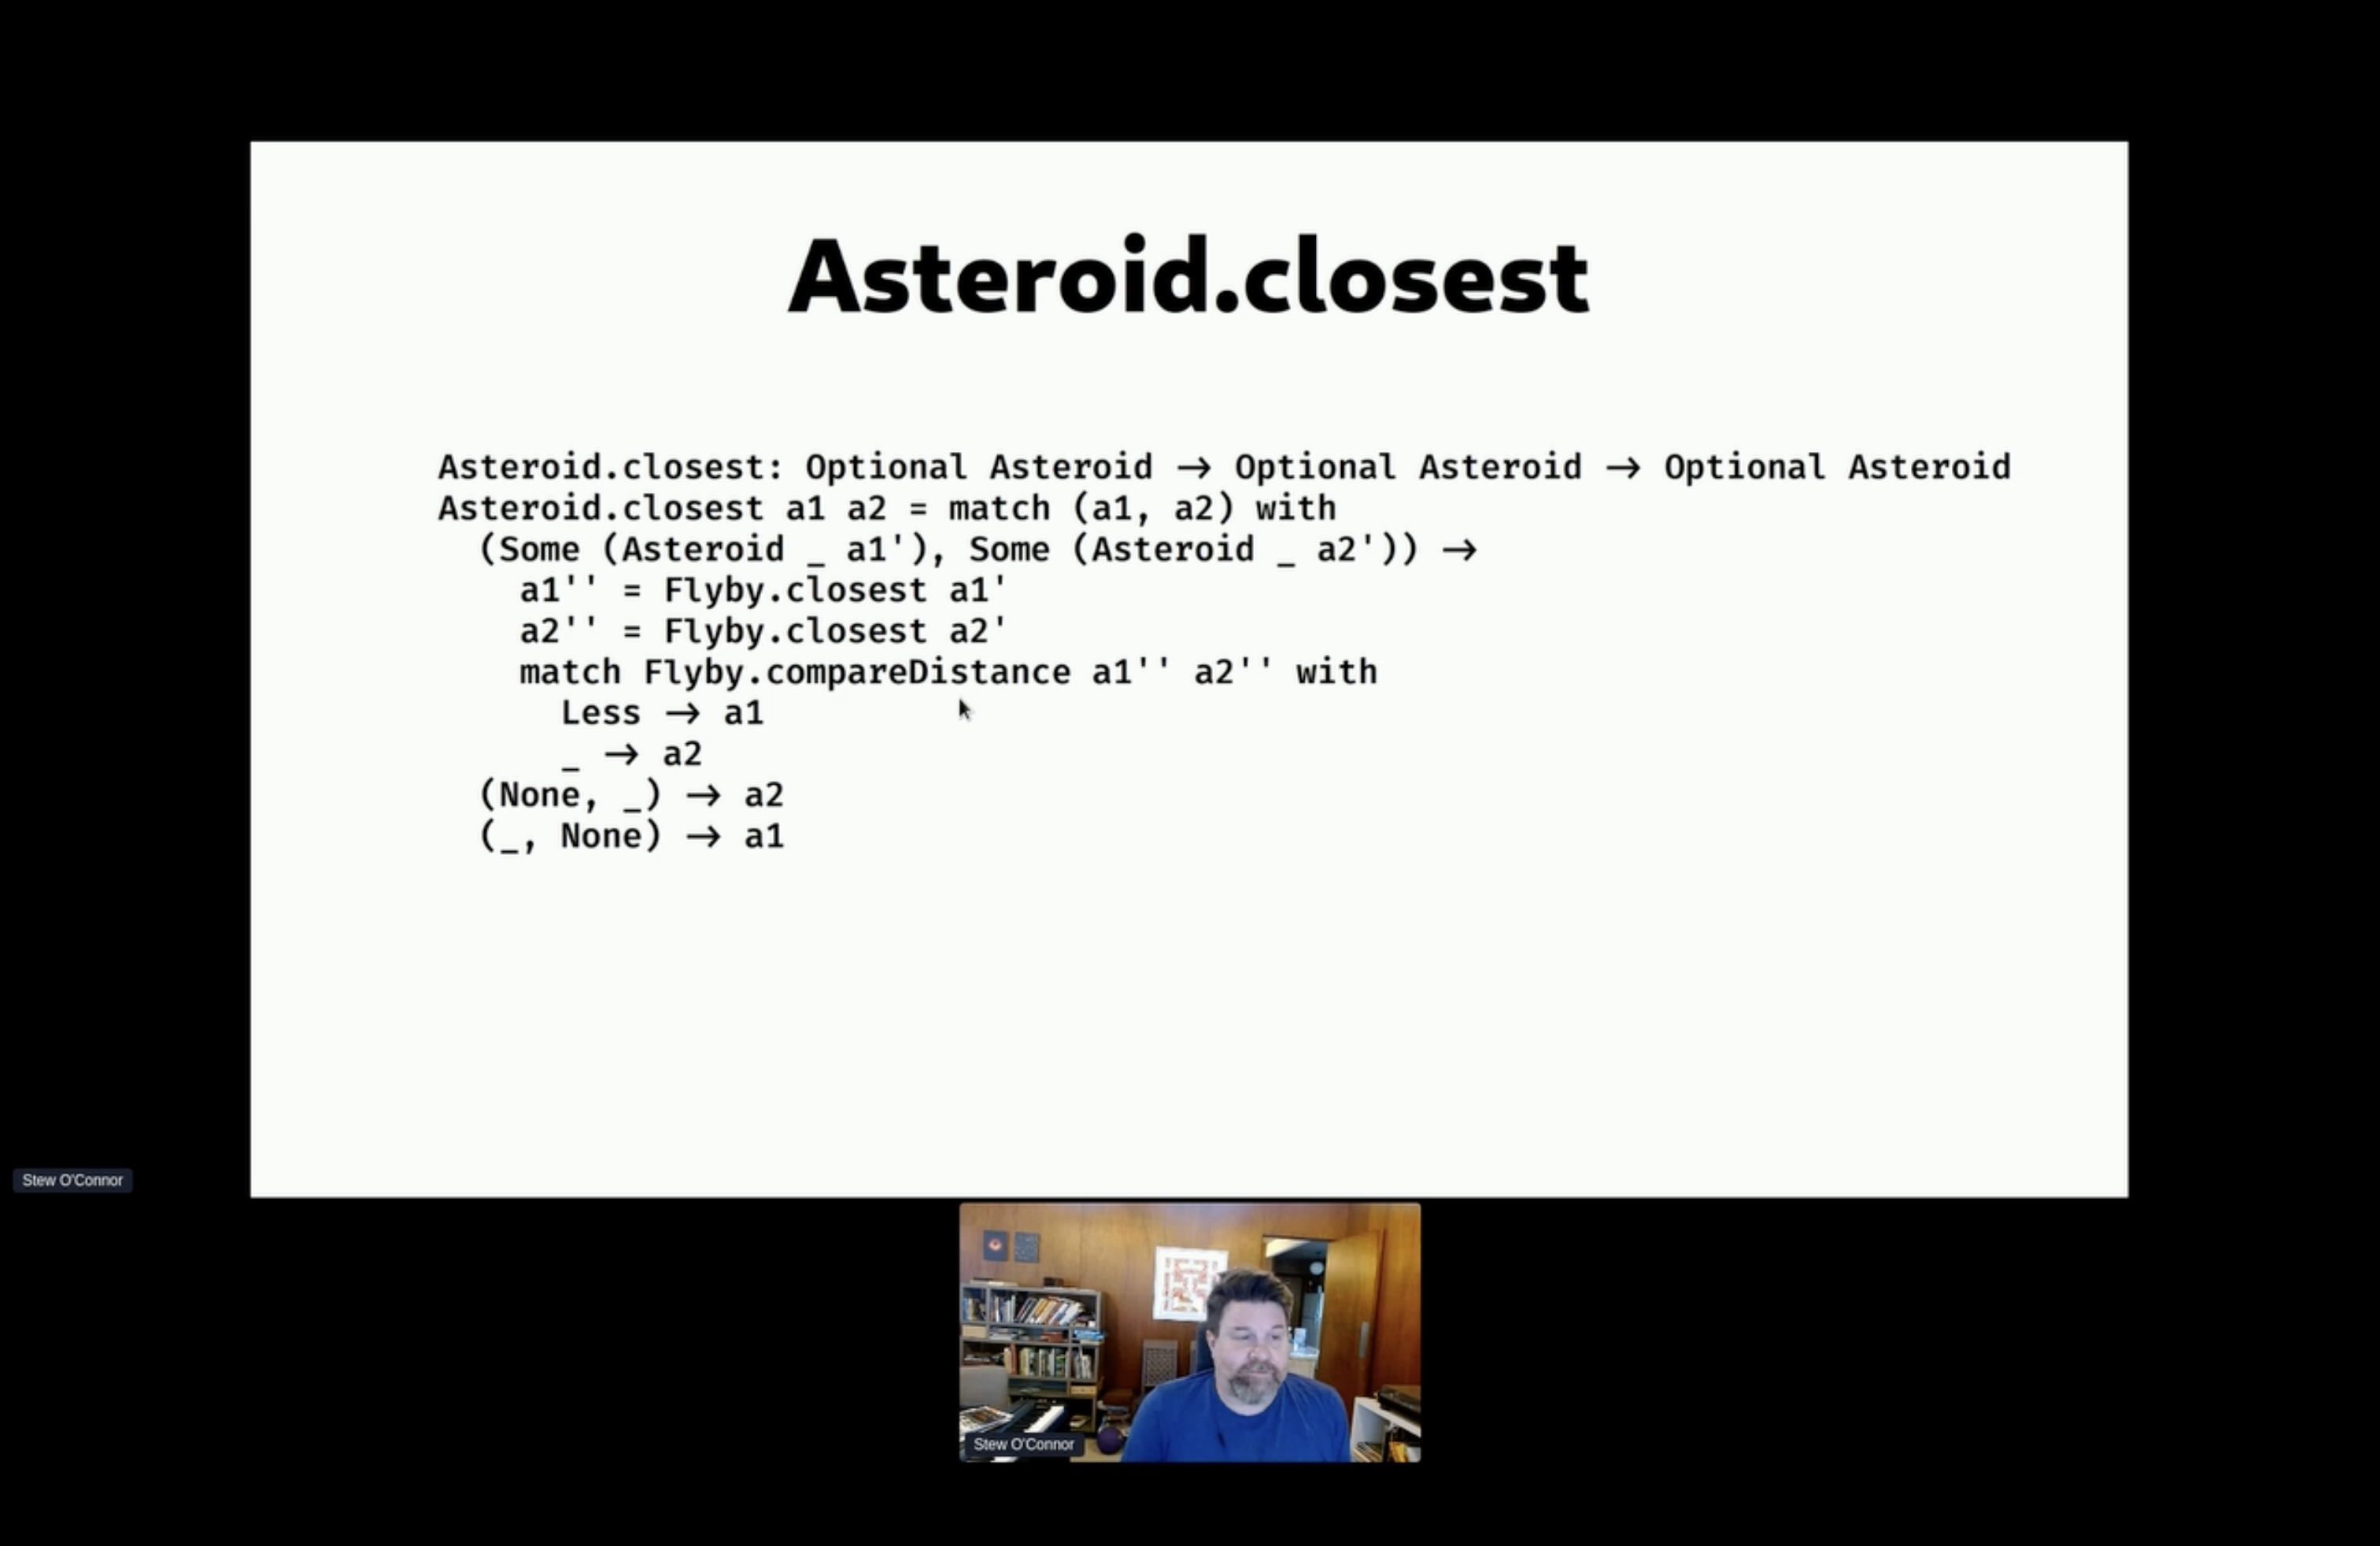 Asteroid.closest
Asteroid.closest: Optional Asteroid → Optional Asteroid → Optional Asteroid
Asteroid.closest a1 a2 = match (a1, a2) with
  (Some (Asteroid _ a1'), Some (Asteroid _ a2')) →
    a1'' = Flyby.closest a1'
    a2'' = Flyby.closest a2'
    match Flyby.compareDistance a1'' a2'' with
      Less → a1
      _ → a2
  (None, _) → a2
  (_, None) → a1
Stew O'Connor
Stew O'Connor